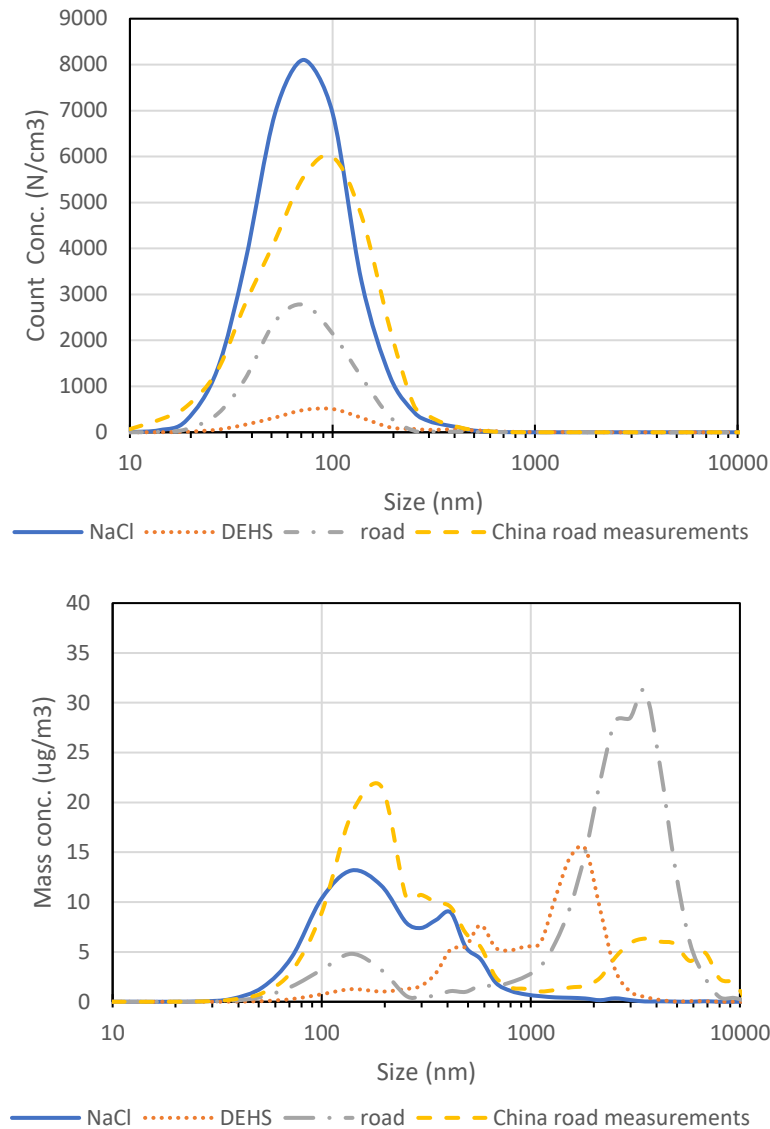 9000
8000
7000
6000
5000
4000
3000
2000
1000
0
Count Conc. (N/cm3)
10 100 1000 10000
Size (nm)
NaCl DEHS road China road measurements
40
35
30
25
20
15
10
5
0
Mass conc. (ug/m3)
10 100 1000 10000
Size (nm)
NaCl DEHS road China road measurements